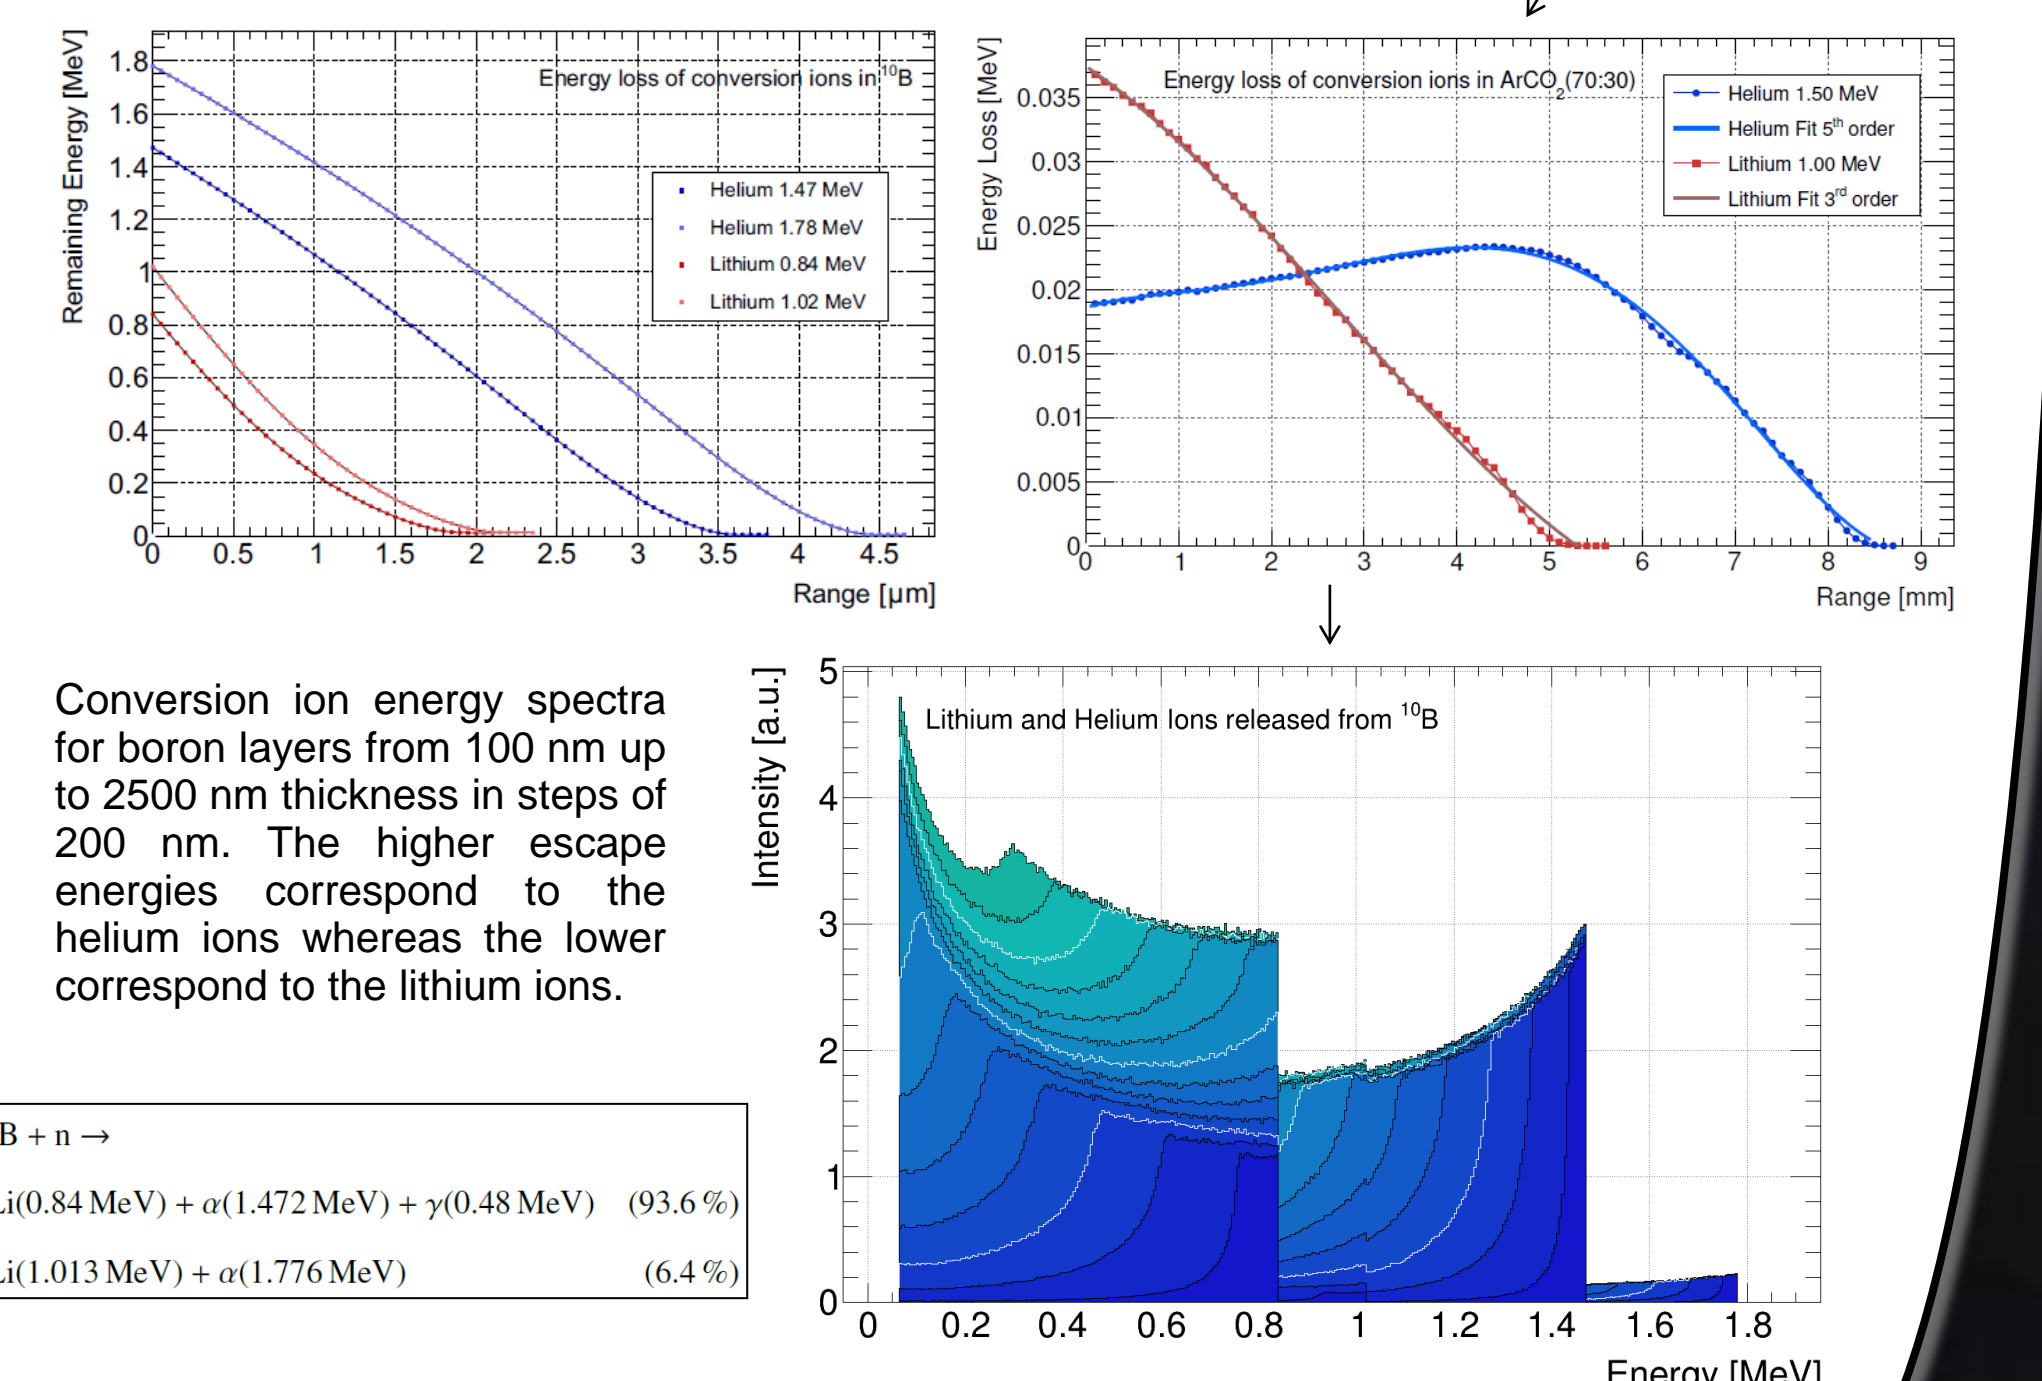 Energy loss of conversion ions in ¹⁰B
Remaining Energy [MeV]
1.8
1.6
1.4
1.2
1
0.8
0.6
0.4
0.2
0
Helium 1.47 MeV
Helium 1.78 MeV
Lithium 0.84 MeV
Lithium 1.02 MeV
0 0.5 1 1.5 2 2.5 3 3.5 4 4.5
Range [μm]
Energy loss of conversion ions in ArCO₂(70:30)
Energy Loss [MeV]
0.035
0.03
0.025
0.02
0.015
0.01
0.005
0
Helium 1.50 MeV
Helium Fit 5th order
Lithium 1.00 MeV
Lithium Fit 3rd order
0 1 2 3 4 5 6 7 8 9
Range [mm]
Conversion ion energy spectra
for boron layers from 100 nm up
to 2500 nm thickness in steps of
200 nm. The higher escape
energies correspond to the
helium ions whereas the lower
correspond to the lithium ions.
B + n →
Li(0.84 MeV) + α(1.472 MeV) + γ(0.48 MeV) (93.6 %)
Li(1.013 MeV) + α(1.776 MeV) (6.4 %)
Lithium and Helium Ions released from ¹⁰B
Intensity [a.u.]
5
4
3
2
1
0
0 0.2 0.4 0.6 0.8 1 1.2 1.4 1.6 1.8
Energy [MeV]